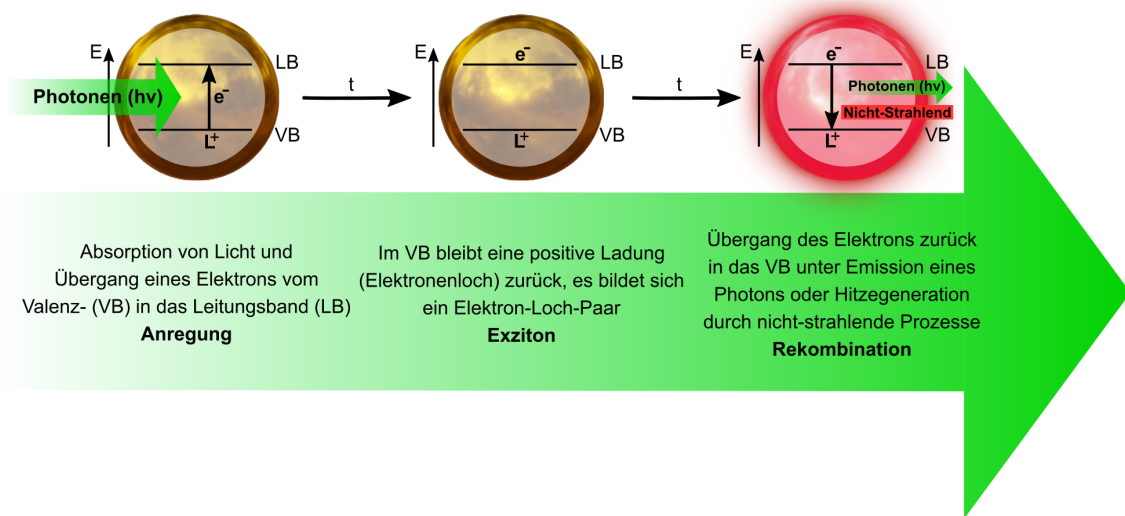 E
LB
Photonen (hv)
e⁻
VB
L⁺
t
E
e⁻
LB
VB
L⁺
t
E
e⁻
LB
Photonen (hv)
Nicht-Strahlend
VB
L⁺
Absorption von Licht und
Übergang eines Elektrons vom
Valenz- (VB) in das Leitungsband (LB)
Anregung
Im VB bleibt eine positive Ladung
(Elektronenloch) zurück, es bildet sich
ein Elektron-Loch-Paar
Exziton
Übergang des Elektrons zurück
in das VB unter Emission eines
Photons oder Hitzegeneration
durch nicht-strahlende Prozesse
Rekombination